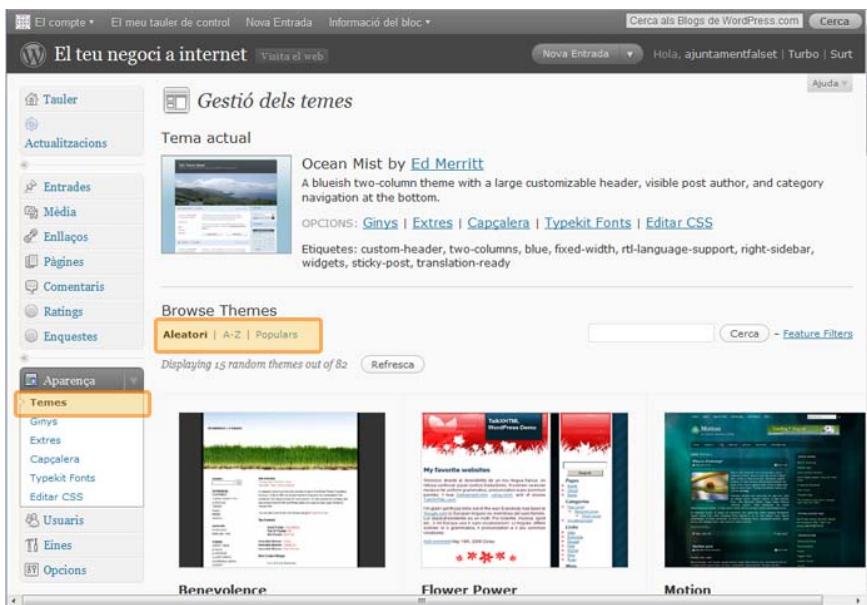 El compte El meu tauler de control Nova Entrada Informació del bloc Cerca als Blogs de WordPress.com Cerca
El teu negoci a internet Visita el web Nova Entrada Hola, ajuntamentfalset | Turbo | Surt
Ajuda
Tauler
Actualitzacions
Entrades
Mèdia
Enllaços
Pàgines
Comentaris
Ratings
Enquestes
Aparença
Temes
Ginys
Extres
Capçalera
Typekit Fonts
Editar CSS
Usuaris
Eines
Opcions
Gestió dels temes
Tema actual
Ocean Mist by Ed Merritt
A blueish two-column theme with a large customizable header, visible post author, and category
navigation at the bottom.
OPCIONS: Ginys | Extres | Capçalera | Typekit Fonts | Editar CSS
Etiquetes: custom-header, two-columns, blue, fixed-width, rtl-language-support, right-sidebar,
widgets, sticky-post, translation-ready
Browse Themes
Aleatori | A-Z | Populars
Cerca – Feature Filters
Displaying 15 random themes out of 82 Refresca
TalkXHTML
WordPress Demo
My favorite websites
Search
Pages
Categories
Motion
Benevolence
Flower Power
Motion